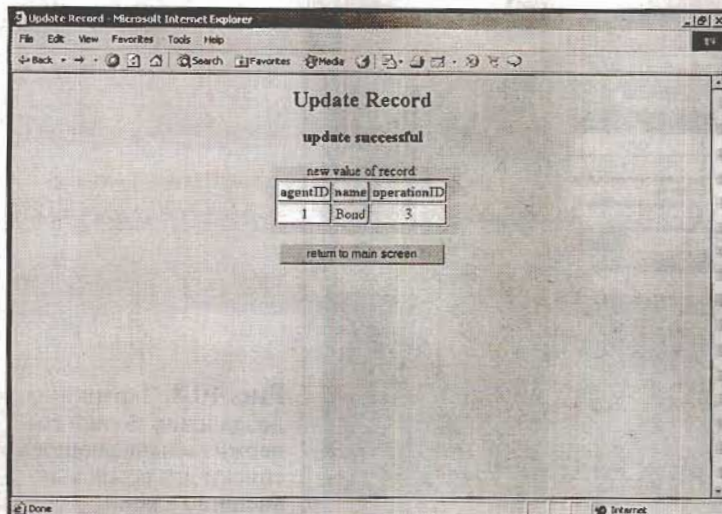 Update Record - Microsoft Internet Explorer
File Edit View Favorites Tools Help
Back Search Favorites Media
Update Record
update successful
new value of record
agentID name operationID
1 Bond 3
return to main screen
Done Internet